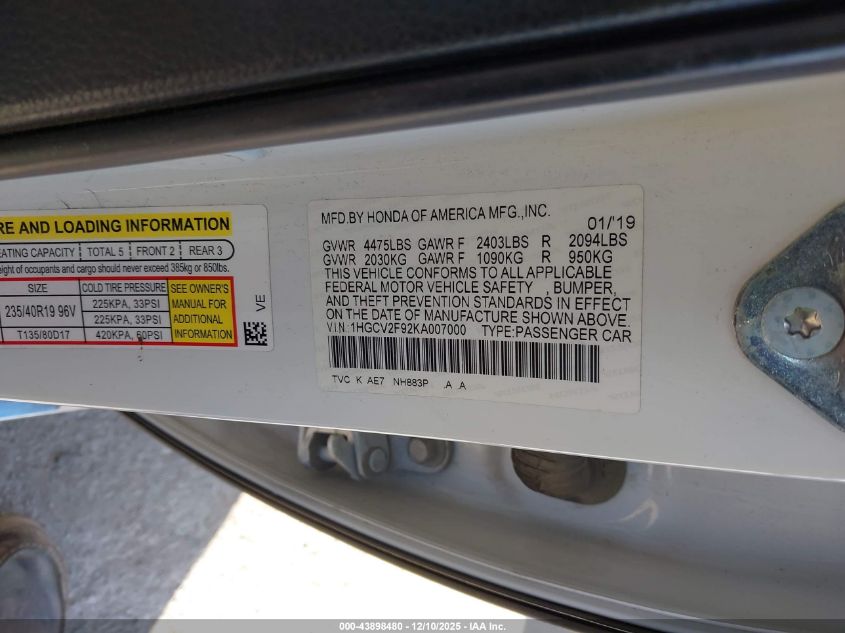 RE AND LOADING INFORMATION
EATING CAPACITY TOTAL 5 FRONT 2 REAR 3
eight of occupants and cargo should never exceed 385kg or 850lbs.
SIZE COLD TIRE PRESSURE SEE OWNER'S MANUAL FOR ADDITIONAL INFORMATION
235/40R19 96V 225KPA, 33PSI
225KPA, 33PSI
T135/80D17 420KPA, 60PSI
VE
MFD.BY HONDA OF AMERICA MFG.,INC.
01/'19
GVWR 4475LBS GAWR F 2403LBS R 2094LBS
GVWR 2030KG GAWR F 1090KG R 950KG
THIS VEHICLE CONFORMS TO ALL APPLICABLE
FEDERAL MOTOR VEHICLE SAFETY , BUMPER,
AND THEFT PREVENTION STANDARDS IN EFFECT
ON THE DATE OF MANUFACTURE SHOWN ABOVE.
V.I.N: 1HGCV2F92KA007000 TYPE:PASSENGER CAR
TVC K AE7 NH883P .A .A
000-43898480 - 12/10/2025 - IAA Inc.